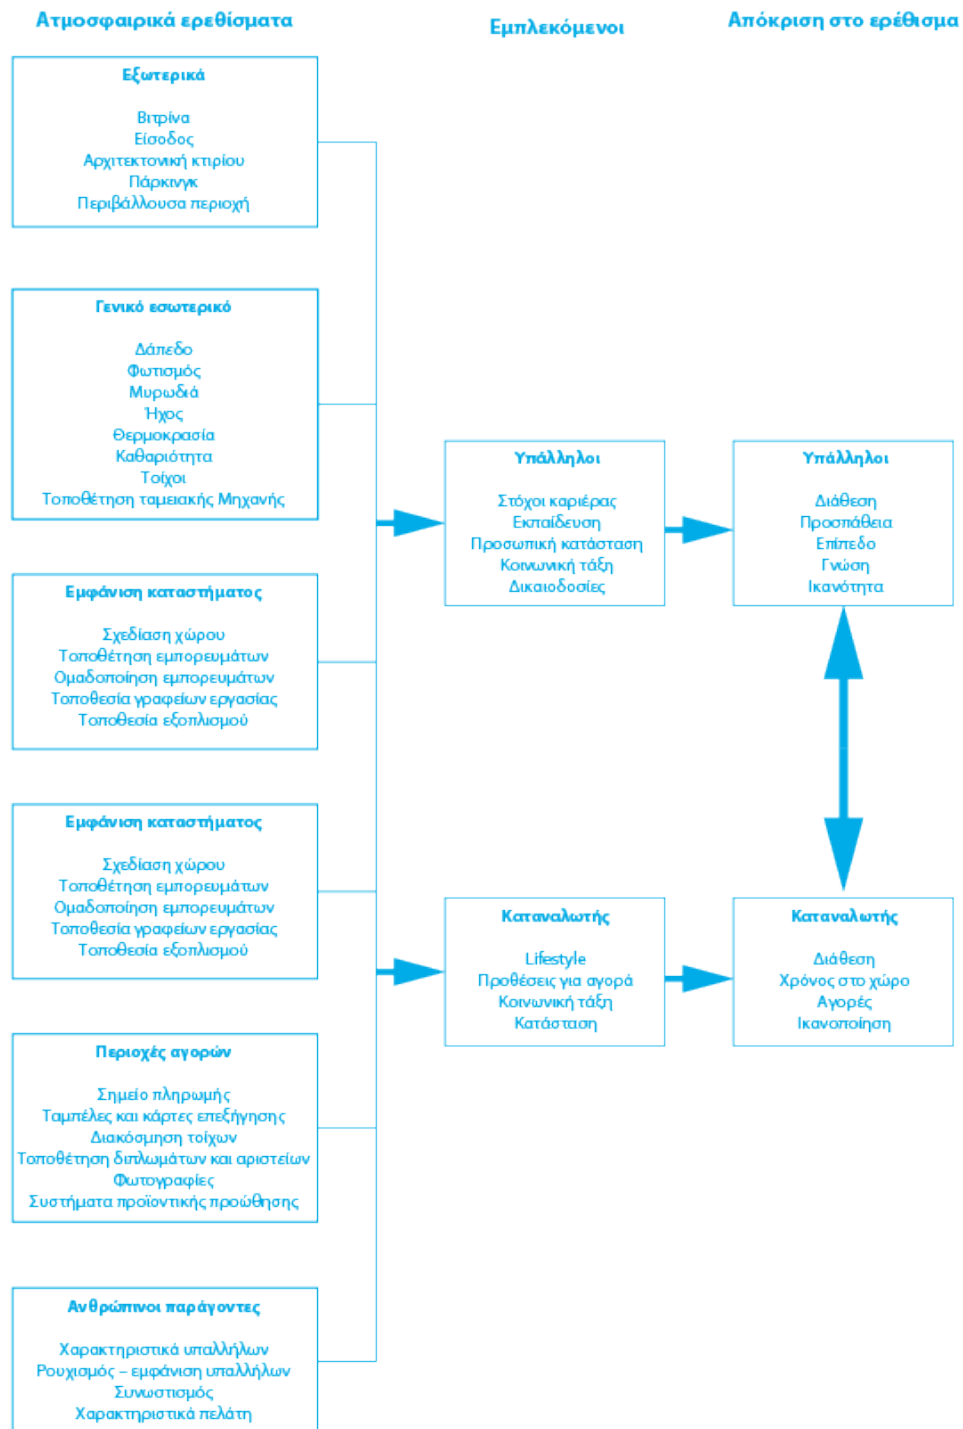 Ατμοσφαιρικά ερεθίσματα
Εξωτερικά
Βιτρίνα
Είσοδος
Αρχιτεκτονική κτιρίου
Πάρκινγκ
Περιβάλλουσα περιοχή
Γενικό εσωτερικό
Δάπεδο
Φωτισμός
Μυρωδιά
Ήχος
Θερμοκρασία
Καθαριότητα
Τοίχοι
Τοποθέτηση ταμειακής Μηχανής
Εμφάνιση καταστήματος
Σχεδίαση χώρου
Τοποθέτηση εμπορευμάτων
Ομαδοποίηση εμπορευμάτων
Τοποθεσία γραφείων εργασίας
Τοποθεσία εξοπλισμού
Εμφάνιση καταστήματος
Σχεδίαση χώρου
Τοποθέτηση εμπορευμάτων
Ομαδοποίηση εμπορευμάτων
Τοποθεσία γραφείων εργασίας
Τοποθεσία εξοπλισμού
Περιοχές αγορών
Σημείο πληρωμής
Ταμπέλες και κάρτες επεξήγησης
Διακόσμηση τοίχων
Τοποθέτηση διπλωμάτων και αριστείων
Φωτογραφίες
Συστήματα προϊοντικής προώθησης
Ανθρώπινοι παράγοντες
Χαρακτηριστικά υπαλλήλων
Ρουχισμός – εμφάνιση υπαλλήλων
Συνωστισμός
Χαρακτηριστικά πελάτη
Εμπλεκόμενοι
Υπάλληλοι
Στόχοι καριέρας
Εκπαίδευση
Προσωπική κατάσταση
Κοινωνική τάξη
Δικαιοδοσίες
Καταναλωτής
Lifestyle
Προθέσεις για αγορά
Κοινωνική τάξη
Κατάσταση
Απόκριση στο ερέθισμα
Υπάλληλοι
Διάθεση
Προσπάθεια
Επίπεδο
Γνώση
Ικανότητα
Καταναλωτής
Διάθεση
Χρόνος στο χώρο
Αγορές
Ικανοποίηση